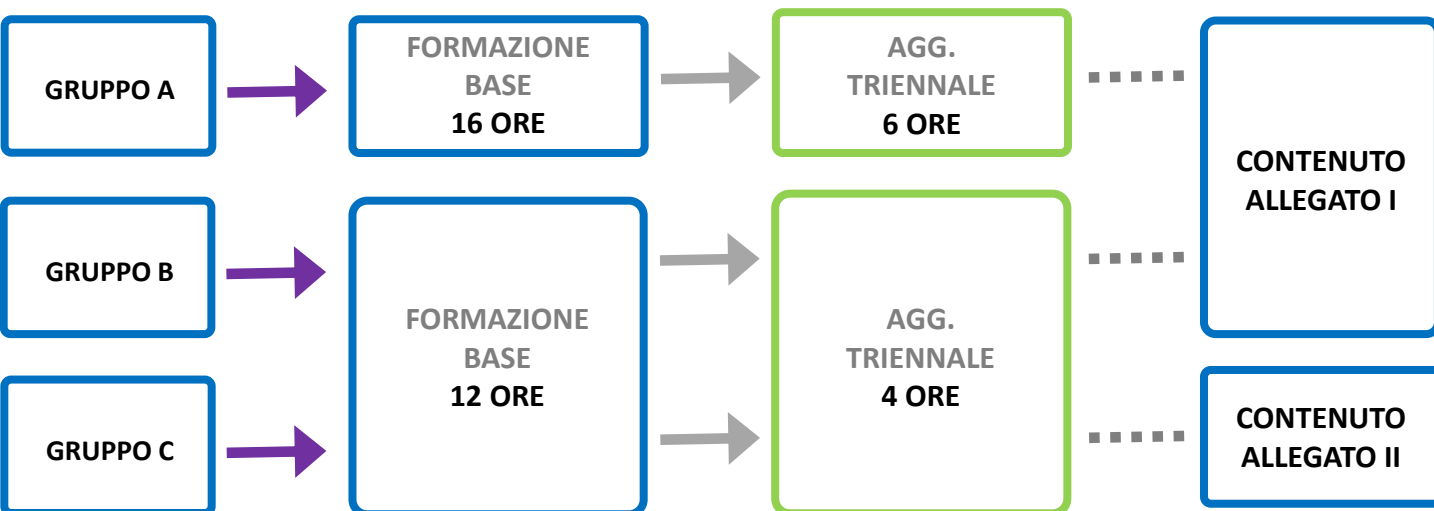 GRUPPO A
FORMAZIONE
BASE
16 ORE
AGG.
TRIENNALE
6 ORE
CONTENUTO
ALLEGATO I
GRUPPO B
FORMAZIONE
BASE
12 ORE
AGG.
TRIENNALE
4 ORE
GRUPPO C
CONTENUTO
ALLEGATO II